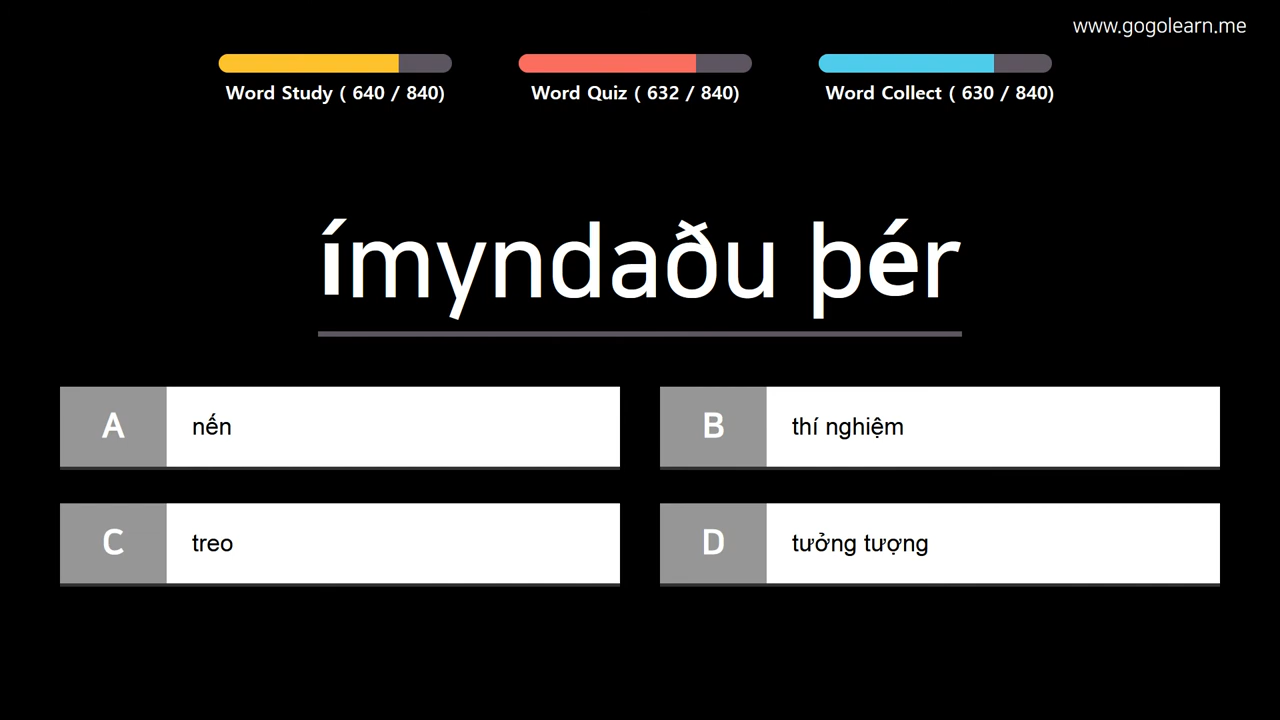 www.gogolearn.me
Word Study ( 640 / 840)
Word Quiz ( 632 / 840)
Word Collect ( 630 / 840)
ímyndaðu þér
A nến
B thí nghiệm
C treo
D tưởng tượng